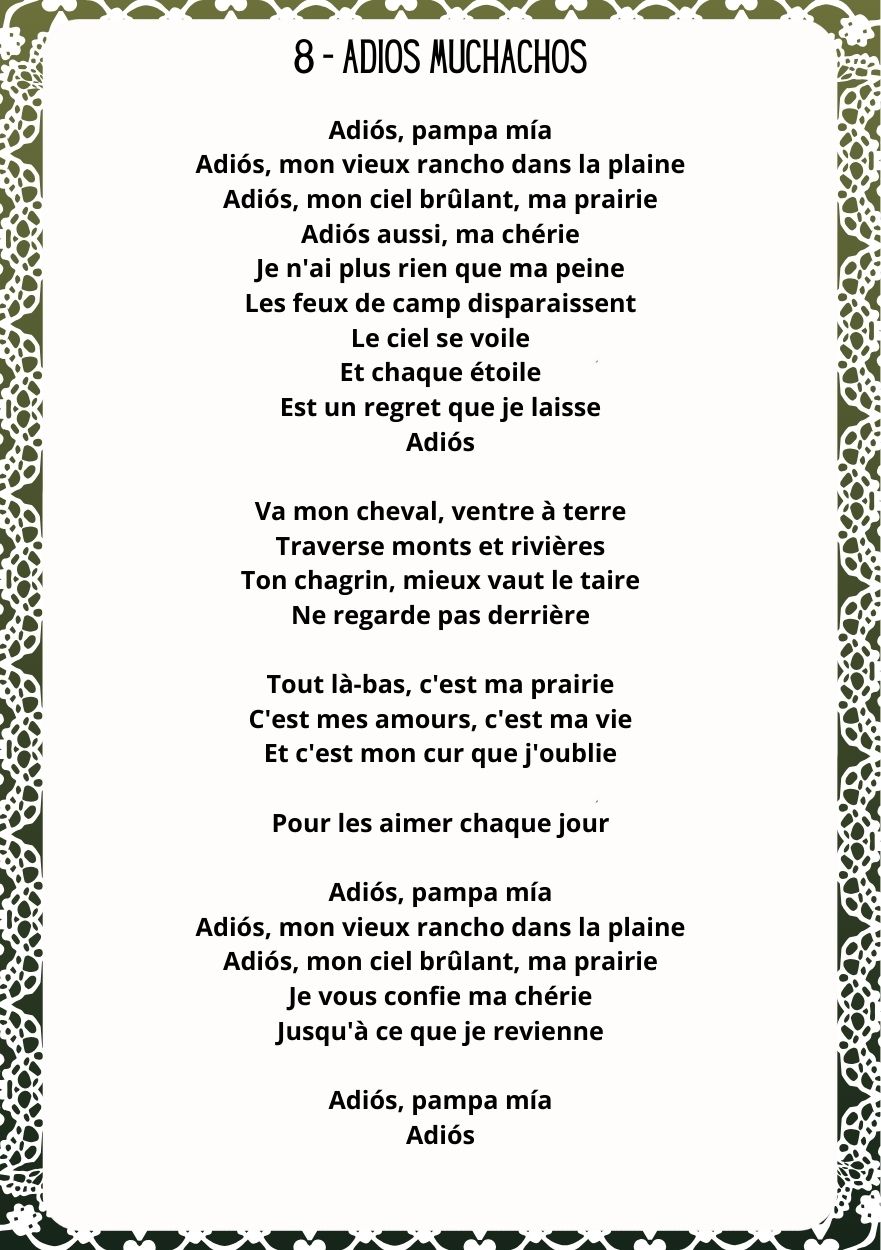 8 - ADIOS MUCHACHOS
Adiós, pampa mía
Adiós, mon vieux rancho dans la plaine
Adiós, mon ciel brûlant, ma prairie
Adiós aussi, ma chérie
Je n'ai plus rien que ma peine
Les feux de camp disparaissent
Le ciel se voile
Et chaque étoile
Est un regret que je laisse
Adiós
Va mon cheval, ventre à terre
Traverse monts et rivières
Ton chagrin, mieux vaut le taire
Ne regarde pas derrière
Tout là-bas, c'est ma prairie
C'est mes amours, c'est ma vie
Et c'est mon cur que j'oublie
Pour les aimer chaque jour
Adiós, pampa mía
Adiós, mon vieux rancho dans la plaine
Adiós, mon ciel brûlant, ma prairie
Je vous confie ma chérie
Jusqu'à ce que je revienne
Adiós, pampa mía
Adiós